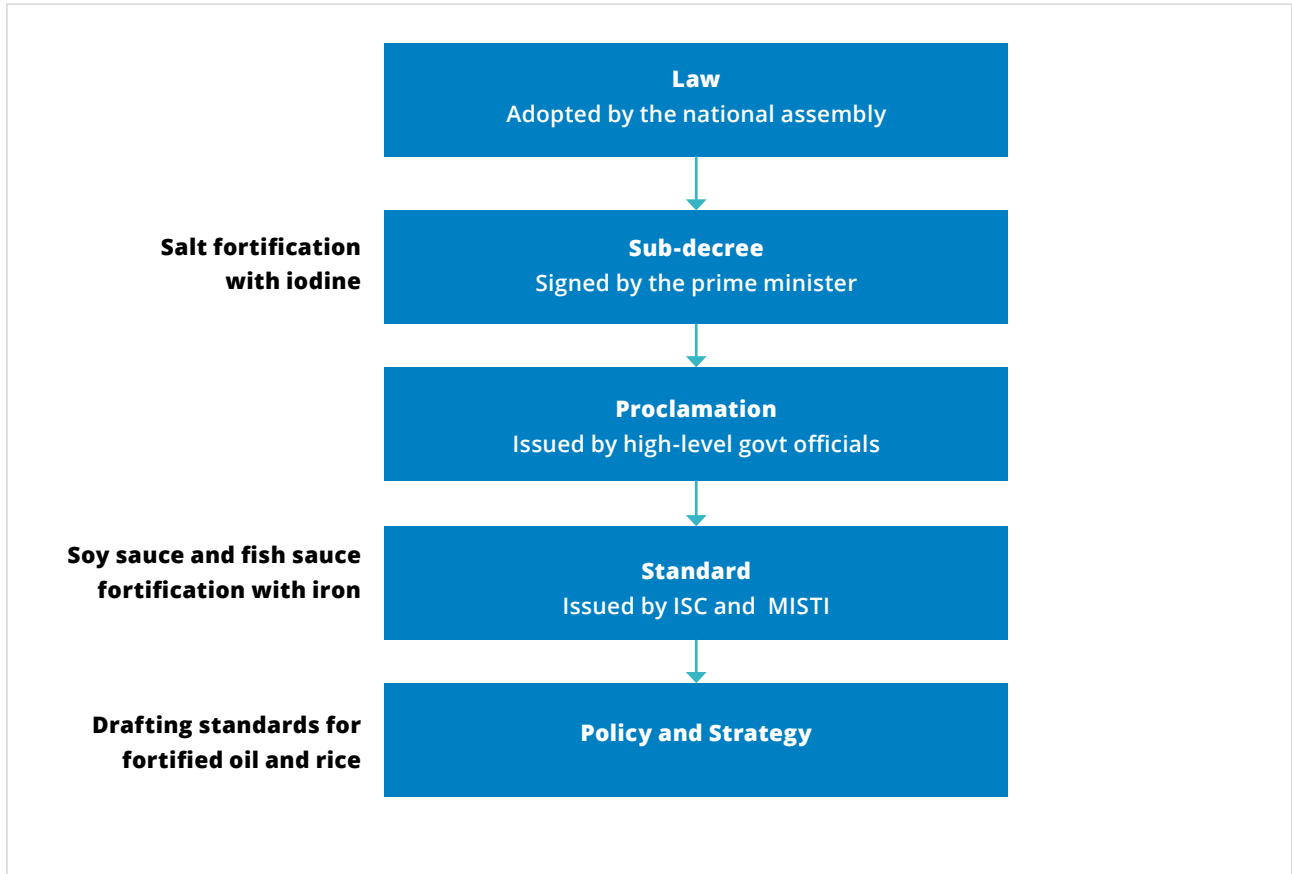 Law
Adopted by the national assembly
Salt fortification
with iodine
Sub-decree
Signed by the prime minister
Proclamation
Issued by high-level govt officials
Soy sauce and fish sauce
fortification with iron
Standard
Issued by ISC and MISTI
Drafting standards for
fortified oil and rice
Policy and Strategy